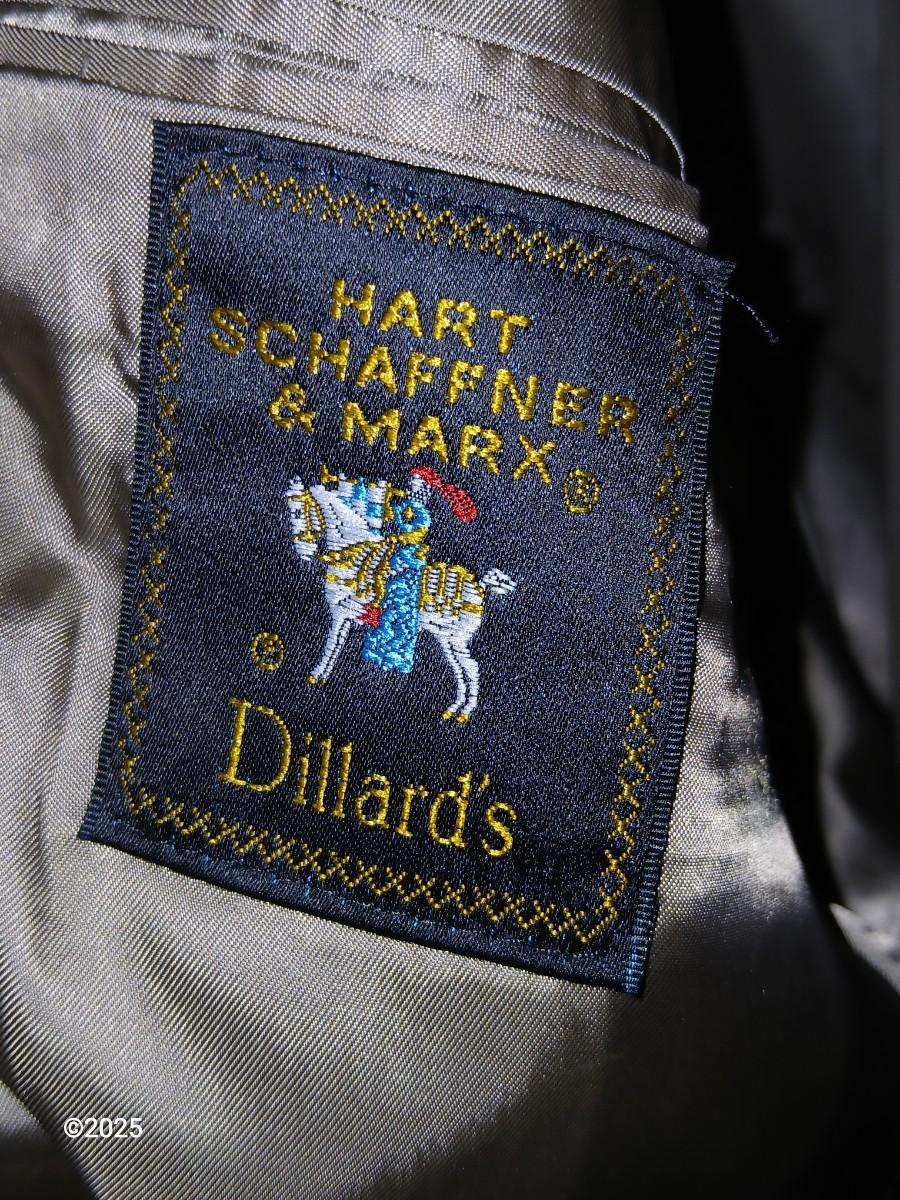 HART
SCHAFFNER
& MARX®
®
Dillard's
©2025